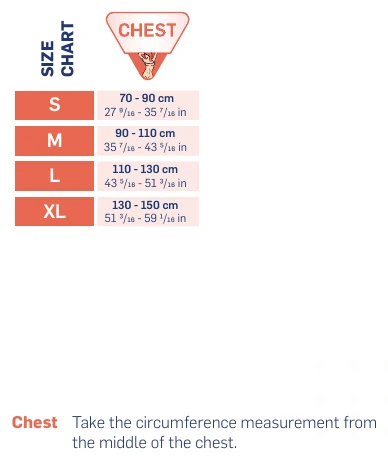 SIZE
CHART
CHEST
S
70 - 90 cm
27 ⁹/₁₆ - 35 ⁷/₁₆ in
M
90 - 110 cm
35 ⁷/₁₆ - 43 ⁵/₁₆ in
L
110 - 130 cm
43 ⁵/₁₆ - 51 ³/₁₆ in
XL
130 - 150 cm
51 ³/₁₆ - 59 ¹/₁₆ in
Chest Take the circumference measurement from
the middle of the chest.